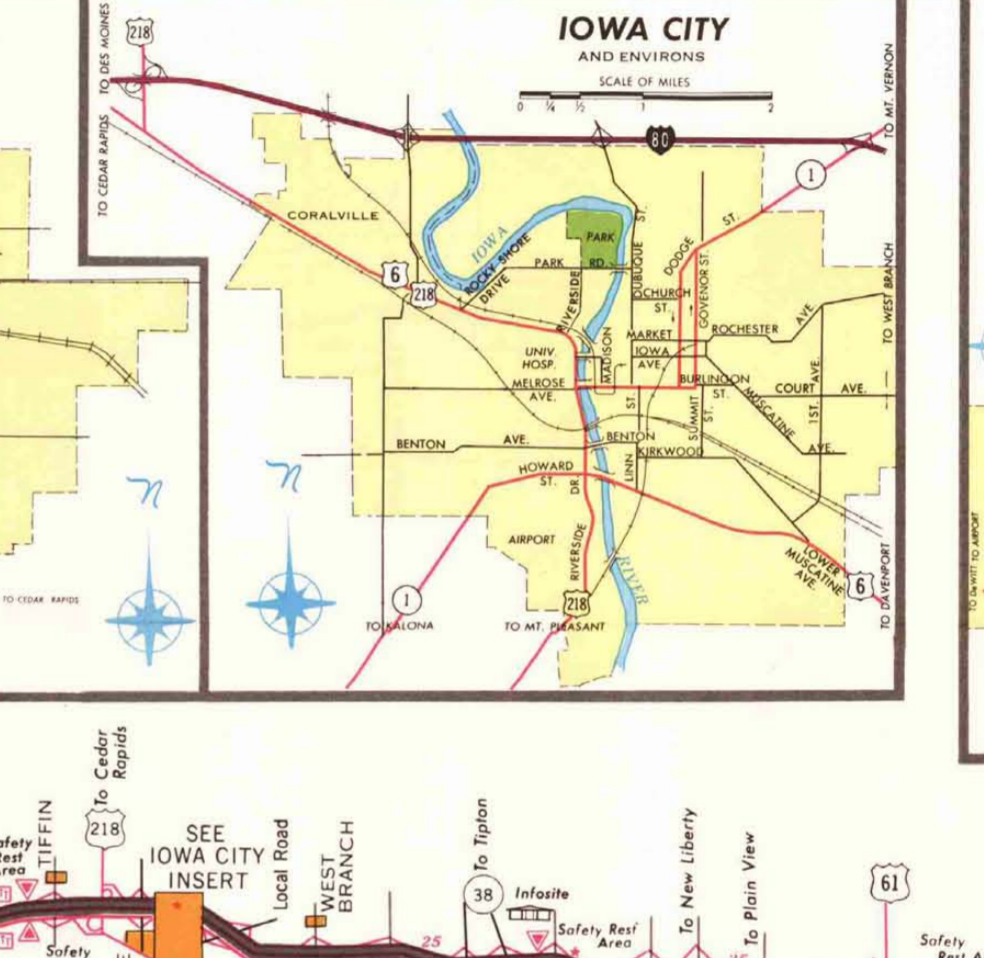 IOWA CITY
AND ENVIRONS
SCALE OF MILES
0 ¼ ½ 1 2
218
TO DES MOINES
TO CEDAR RAPIDS
TO MT. VERNON
80
1
CORALVILLE
IOWA
ROCKY SHORE
DRIVE
PARK
PARK RD.
6
218
RIVERSIDE
DUBUQUE
ST.
DODGE
ST.
CHURCH
ST.
GOVERNOR ST.
TO WEST BRANCH
ROCHESTER
AVE.
MARKET
IOWA
AVE.
MADISON
UNIV.
HOSP.
MELROSE
AVE.
BURLINGON
ST.
COURT AVE.
1ST. AVE.
MUSCATINE
AVE.
SUMMIT
ST.
ST.
LINN
BENTON AVE.
BENTON
KIRKWOOD
HOWARD
ST.
DR.
RIVERSIDE
AIRPORT
RIVER
LOWER
MUSCATINE
AVE.
6
TO DAVENPORT
1
TO KALONA
218
TO MT. PLEASANT
N
N
TO CEDAR RAPIDS
TO DeWITT TO AIRPORT
TIFFIN
To Cedar
Rapids
218
SEE
IOWA CITY
INSERT
Local Road
WEST
BRANCH
To Tipton
38
Infosite
Safety Rest
Area
25
To New Liberty
To Plain View
61
Safety
Safety